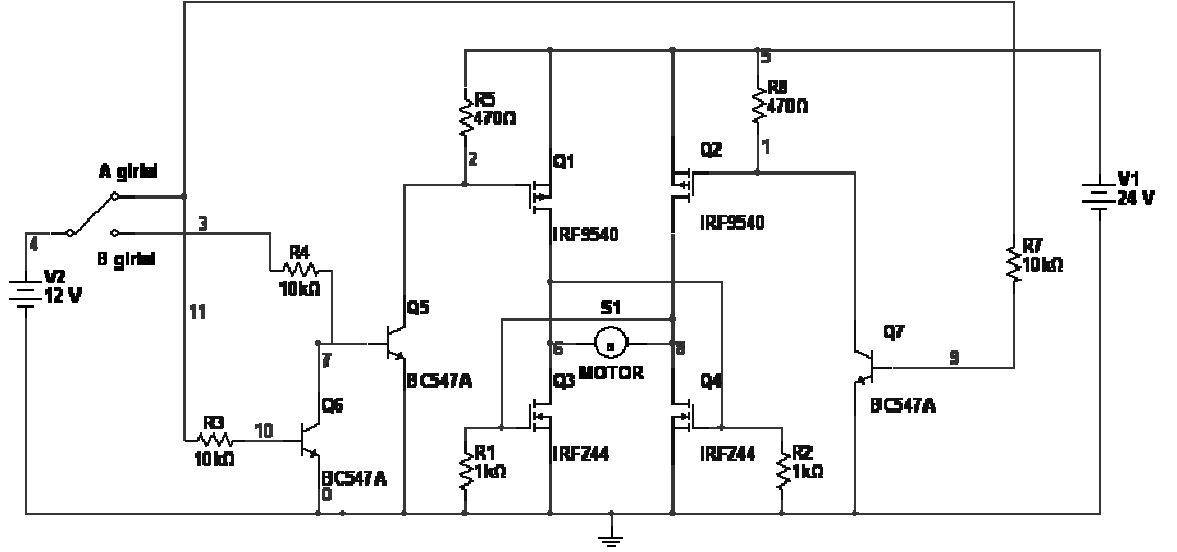 5
R5
470Ω
R8
470Ω
2
Q1
Q2
1
A girişi
V1
24 V
3
4
IRF9540
IRF9540
B girişi
R4
10kΩ
R7
10kΩ
V2
12 V
11
Q5
S1
Q7
7
6
8
9
MOTOR
BC547A
Q3
Q4
BC547A
Q6
R3
10
10kΩ
IRFZ44
IRFZ44
R1
1kΩ
R2
1kΩ
BC547A
0